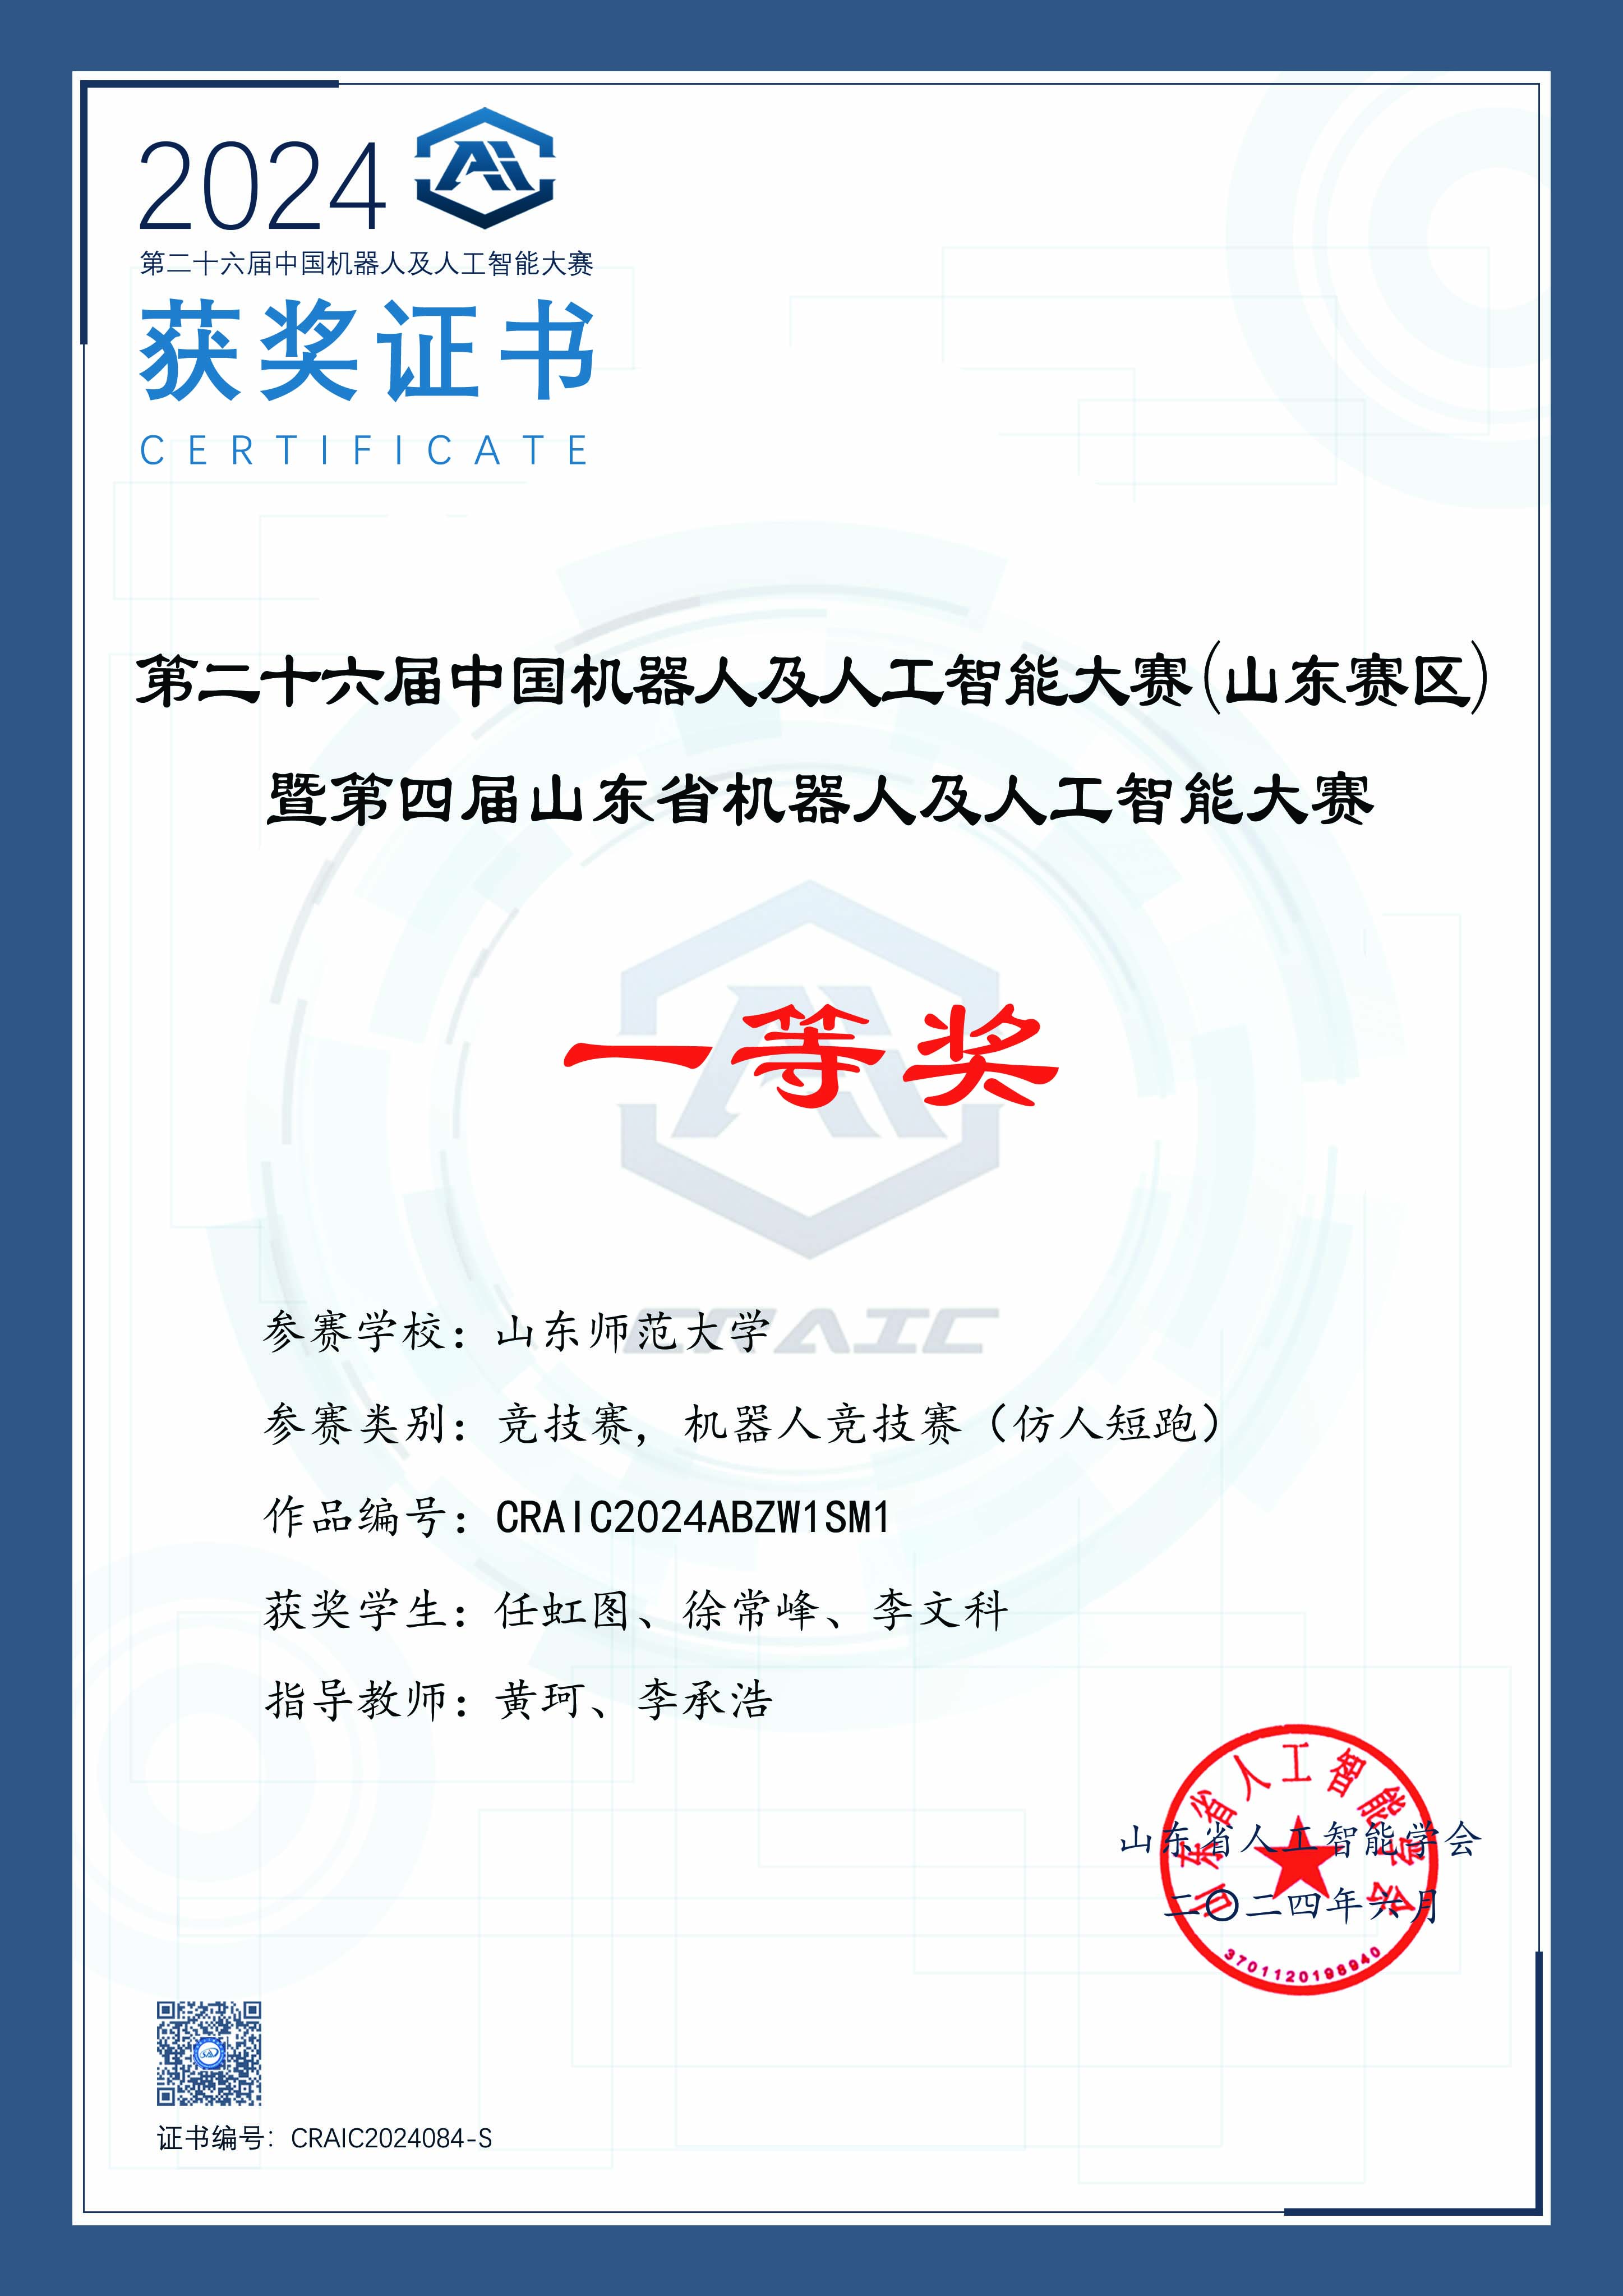 2024 Ai
第二十六届中国机器人及人工智能大赛
获奖证书
CERTIFICATE
第二十六届中国机器人及人工智能大赛(山东赛区)
暨第四届山东省机器人及人工智能大赛
一等奖
CRAIC
参赛学校：山东师范大学
参赛类别：竞技赛，机器人竞技赛（仿人短跑）
作品编号：CRAIC2024ABZW1SM1
获奖学生：任虹图、徐常峰、李文科
指导教师：黄珂、李承浩
山东省人工智能学会
山东省人工智能学会
二〇二四年六月
3701120198940
证书编号：CRAIC2024084-S